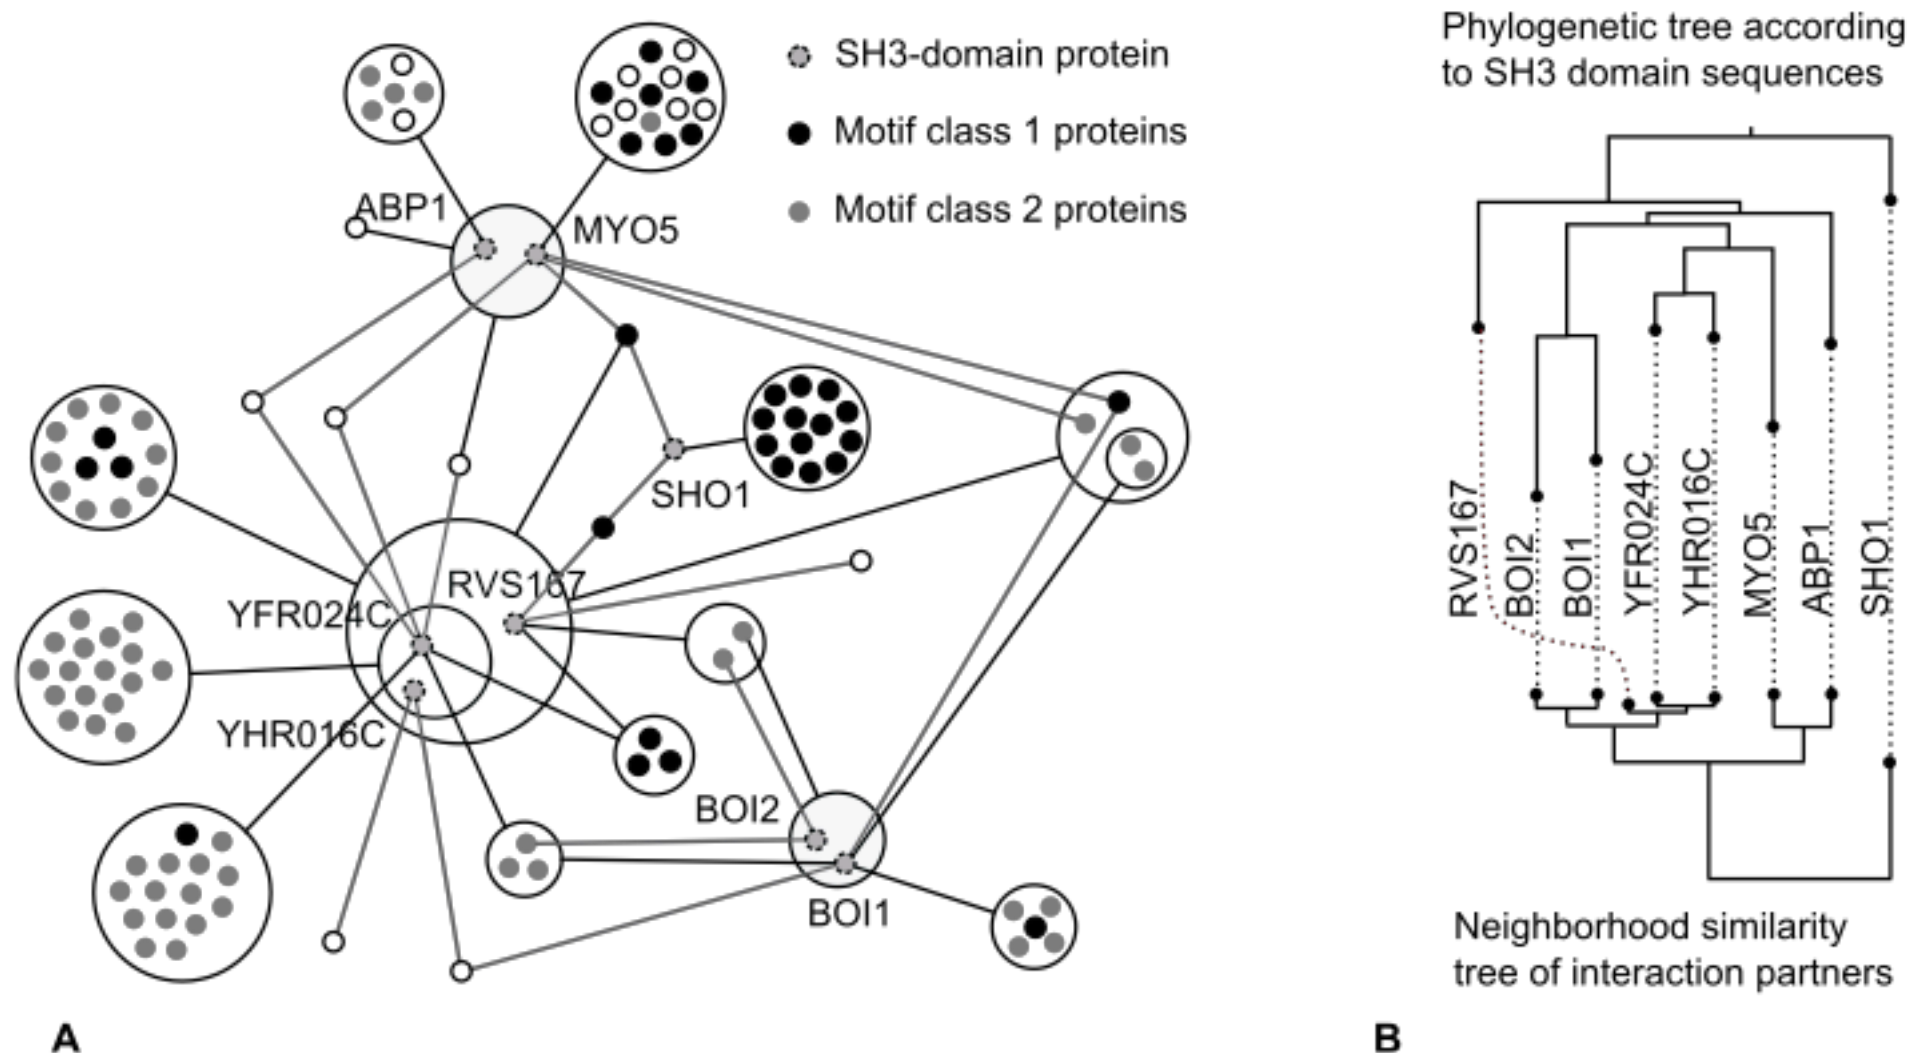 SH3-domain protein
Motif class 1 proteins
Motif class 2 proteins
ABP1
MYO5
SHO1
RVS167
YFR024C
YHR016C
BOI2
BOI1
A
Phylogenetic tree according
to SH3 domain sequences
RVS167
BOI2
BOI1
YFR024C
YHR016C
MYO5
ABP1
SHO1
Neighborhood similarity
tree of interaction partners
B